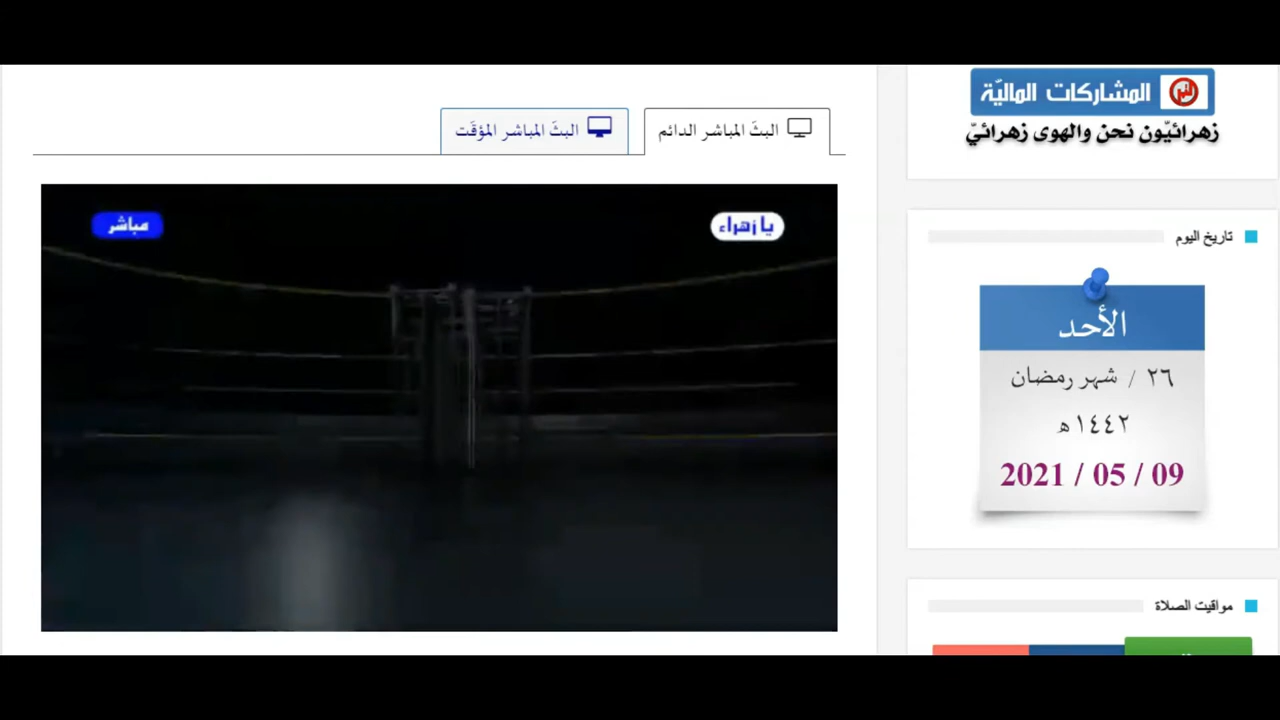 المشاركات الماليّة
زهرائيّون نحن والهوى زهرائيّ
البثّ المباشر الدائم
البثّ المباشر المؤقّت
يا زهراء
مباشر
تاريخ اليوم
الأحد
٢٦ / شهر رمضان
١٤٤٢ھ
2021 / 05 / 09
مواقيت الصلاة